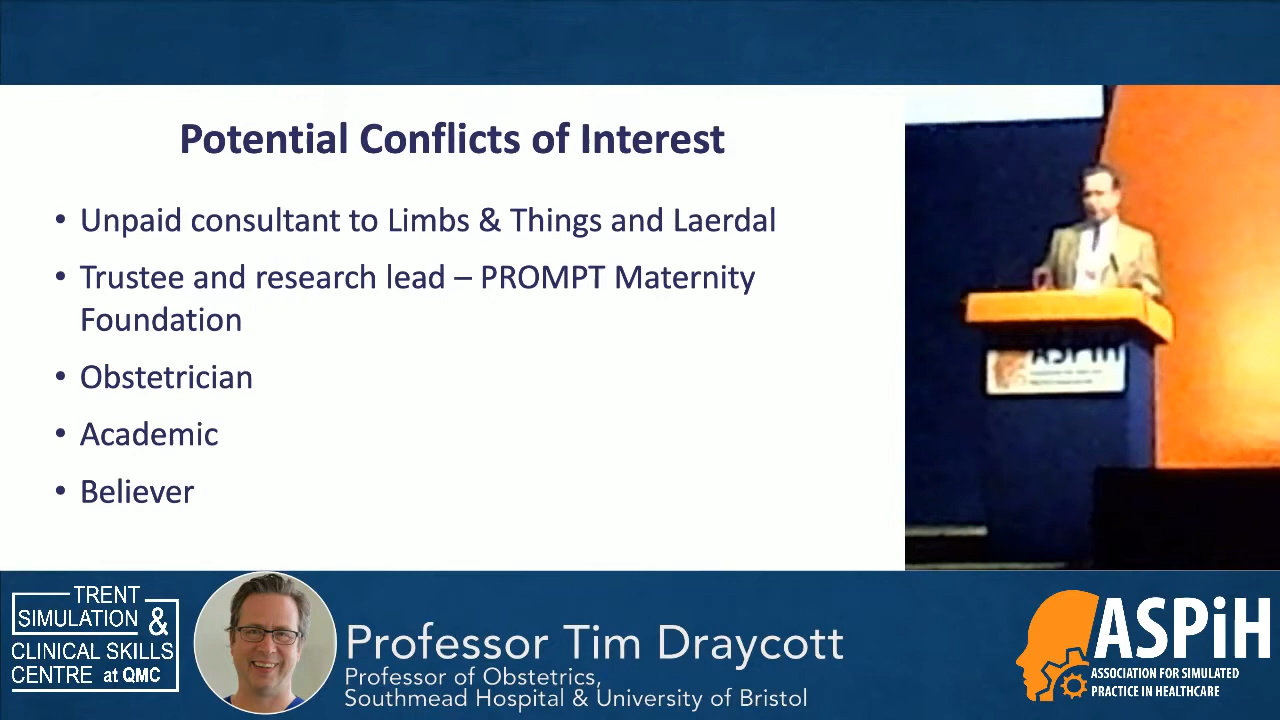 Potential Conflicts of Interest
• Unpaid consultant to Limbs & Things and Laerdal
• Trustee and research lead – PROMPT Maternity
Foundation
• Obstetrician
• Academic
• Believer
ASPiH
TRENT
SIMULATION &
CLINICAL SKILLS
CENTRE at QMC
Professor Tim Draycott
Professor of Obstetrics,
Southmead Hospital & University of Bristol
ASPiH
ASSOCIATION FOR SIMULATED
PRACTICE IN HEALTHCARE